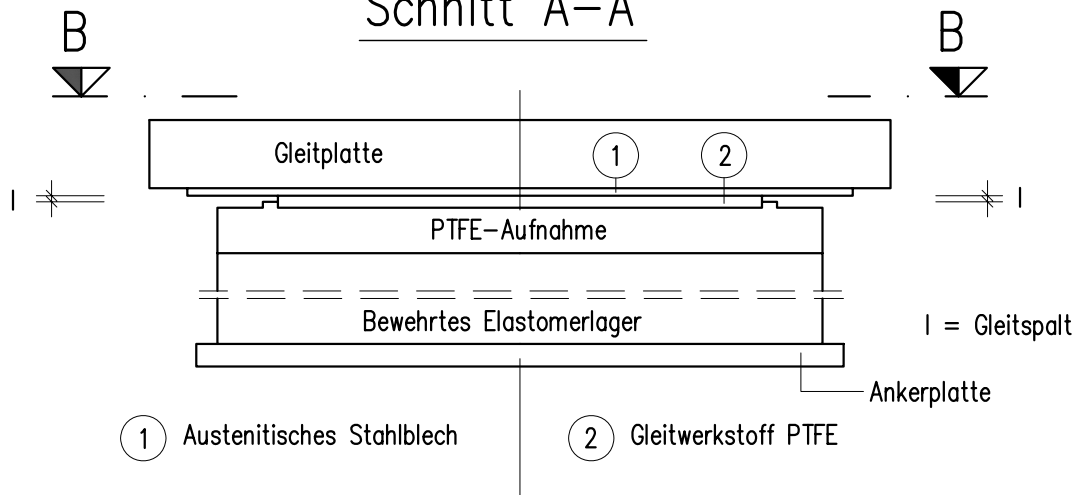 Schnitt A–A
B B
Gleitplatte 1 2
I I
PTFE–Aufnahme
Bewehrtes Elastomerlager
I = Gleitspalt
Ankerplatte
1 Austenitisches Stahlblech
2 Gleitwerkstoff PTFE